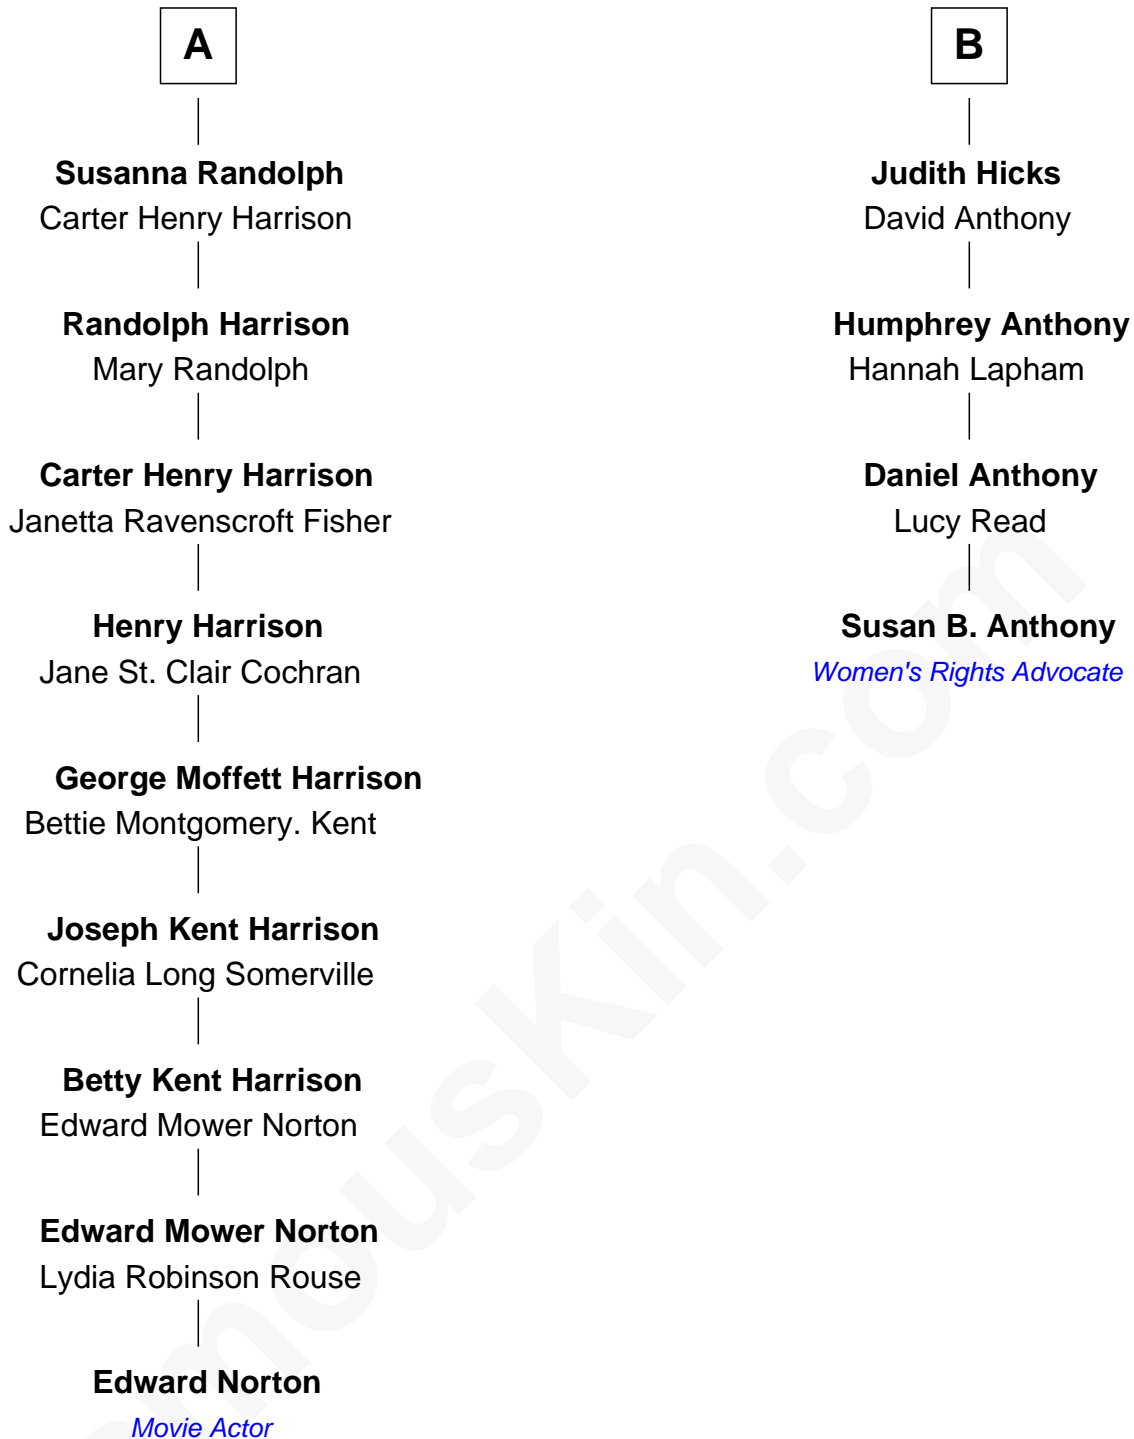 A
Susanna Randolph
Carter Henry Harrison
Randolph Harrison
Mary Randolph
Carter Henry Harrison
Janetta Ravenscroft Fisher
Henry Harrison
Jane St. Clair Cochran
George Moffett Harrison
Bettie Montgomery. Kent
Joseph Kent Harrison
Cornelia Long Somerville
Betty Kent Harrison
Edward Mower Norton
Edward Mower Norton
Lydia Robinson Rouse
Edward Norton
Movie Actor
B
Judith Hicks
David Anthony
Humphrey Anthony
Hannah Lapham
Daniel Anthony
Lucy Read
Susan B. Anthony
Women's Rights Advocate
mouskin.com